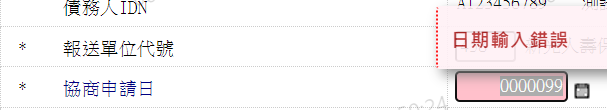 債務人IDN A123456789
日期輸入錯誤
* 報送單位代號
* 協商申請日 0000099